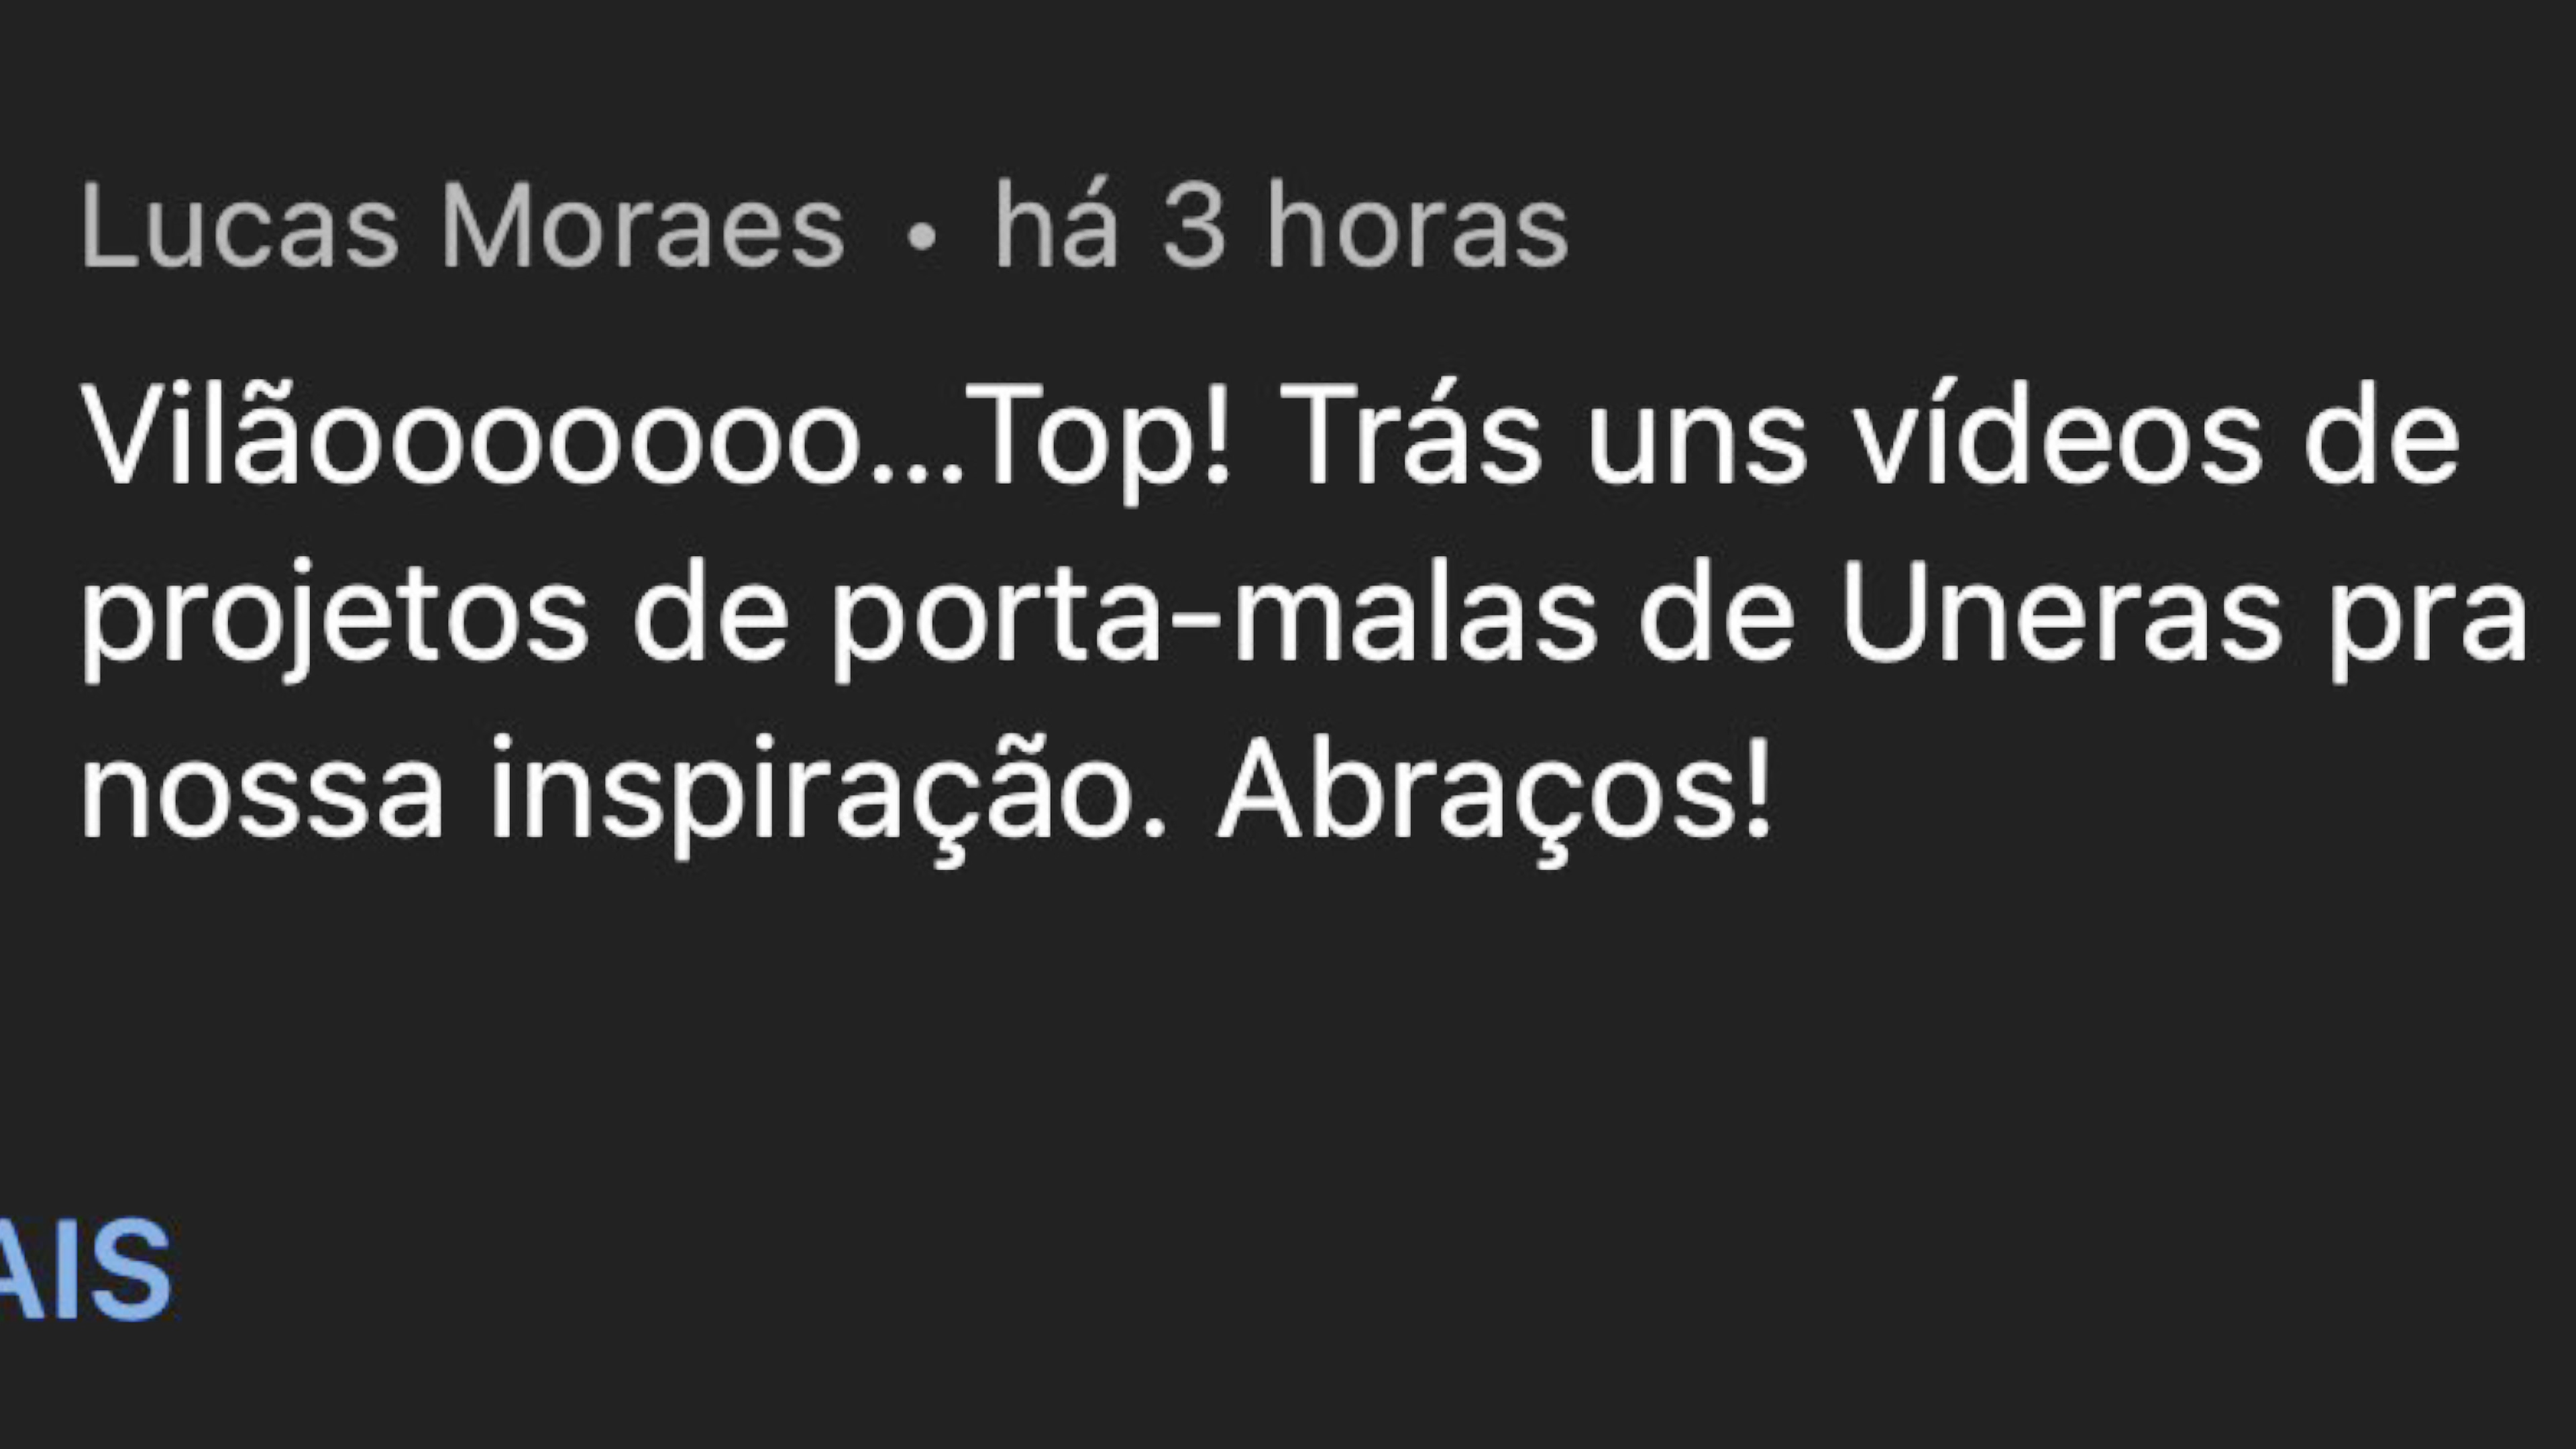 Lucas Moraes • há 3 horas
Vilãooooooo...Top! Trás uns vídeos de
projetos de porta-malas de Uneras pra
nossa inspiração. Abraços!
AIS